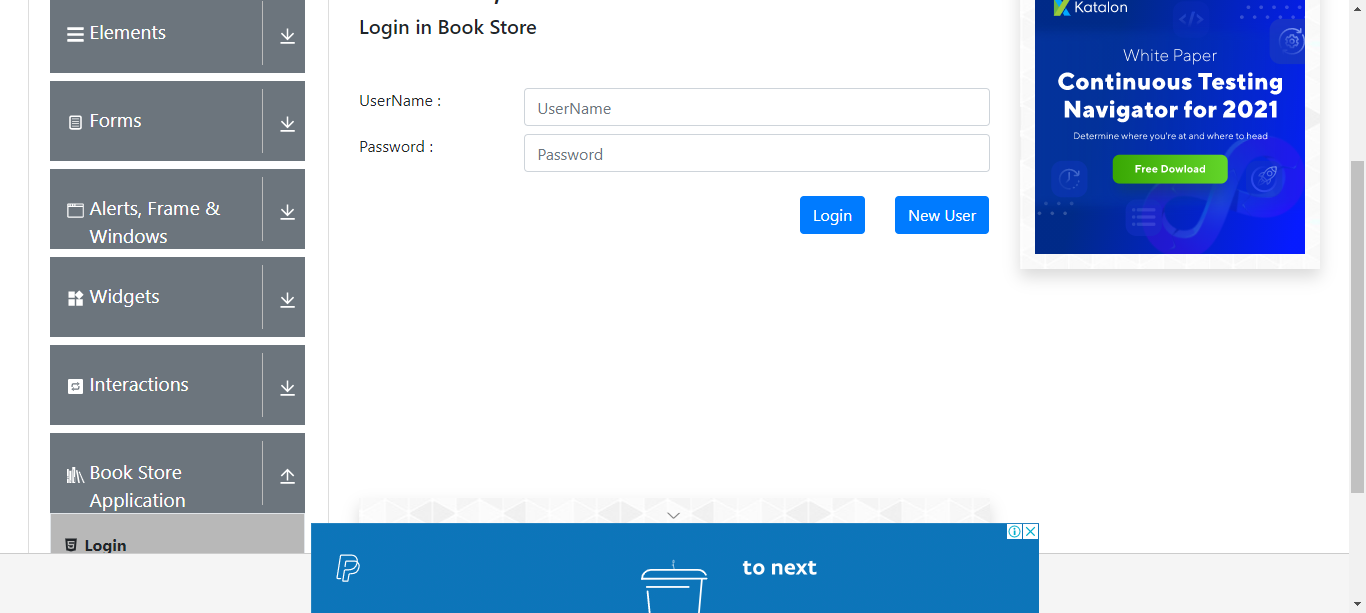 Elements
Forms
Alerts, Frame &
Windows
Widgets
Interactions
Book Store
Application
Login
Login in Book Store
UserName :
UserName
Password :
Password
Login
New User
Katalon
White Paper
Continuous Testing
Navigator for 2021
Determine where you're at and where to head
Free Dowload
to next